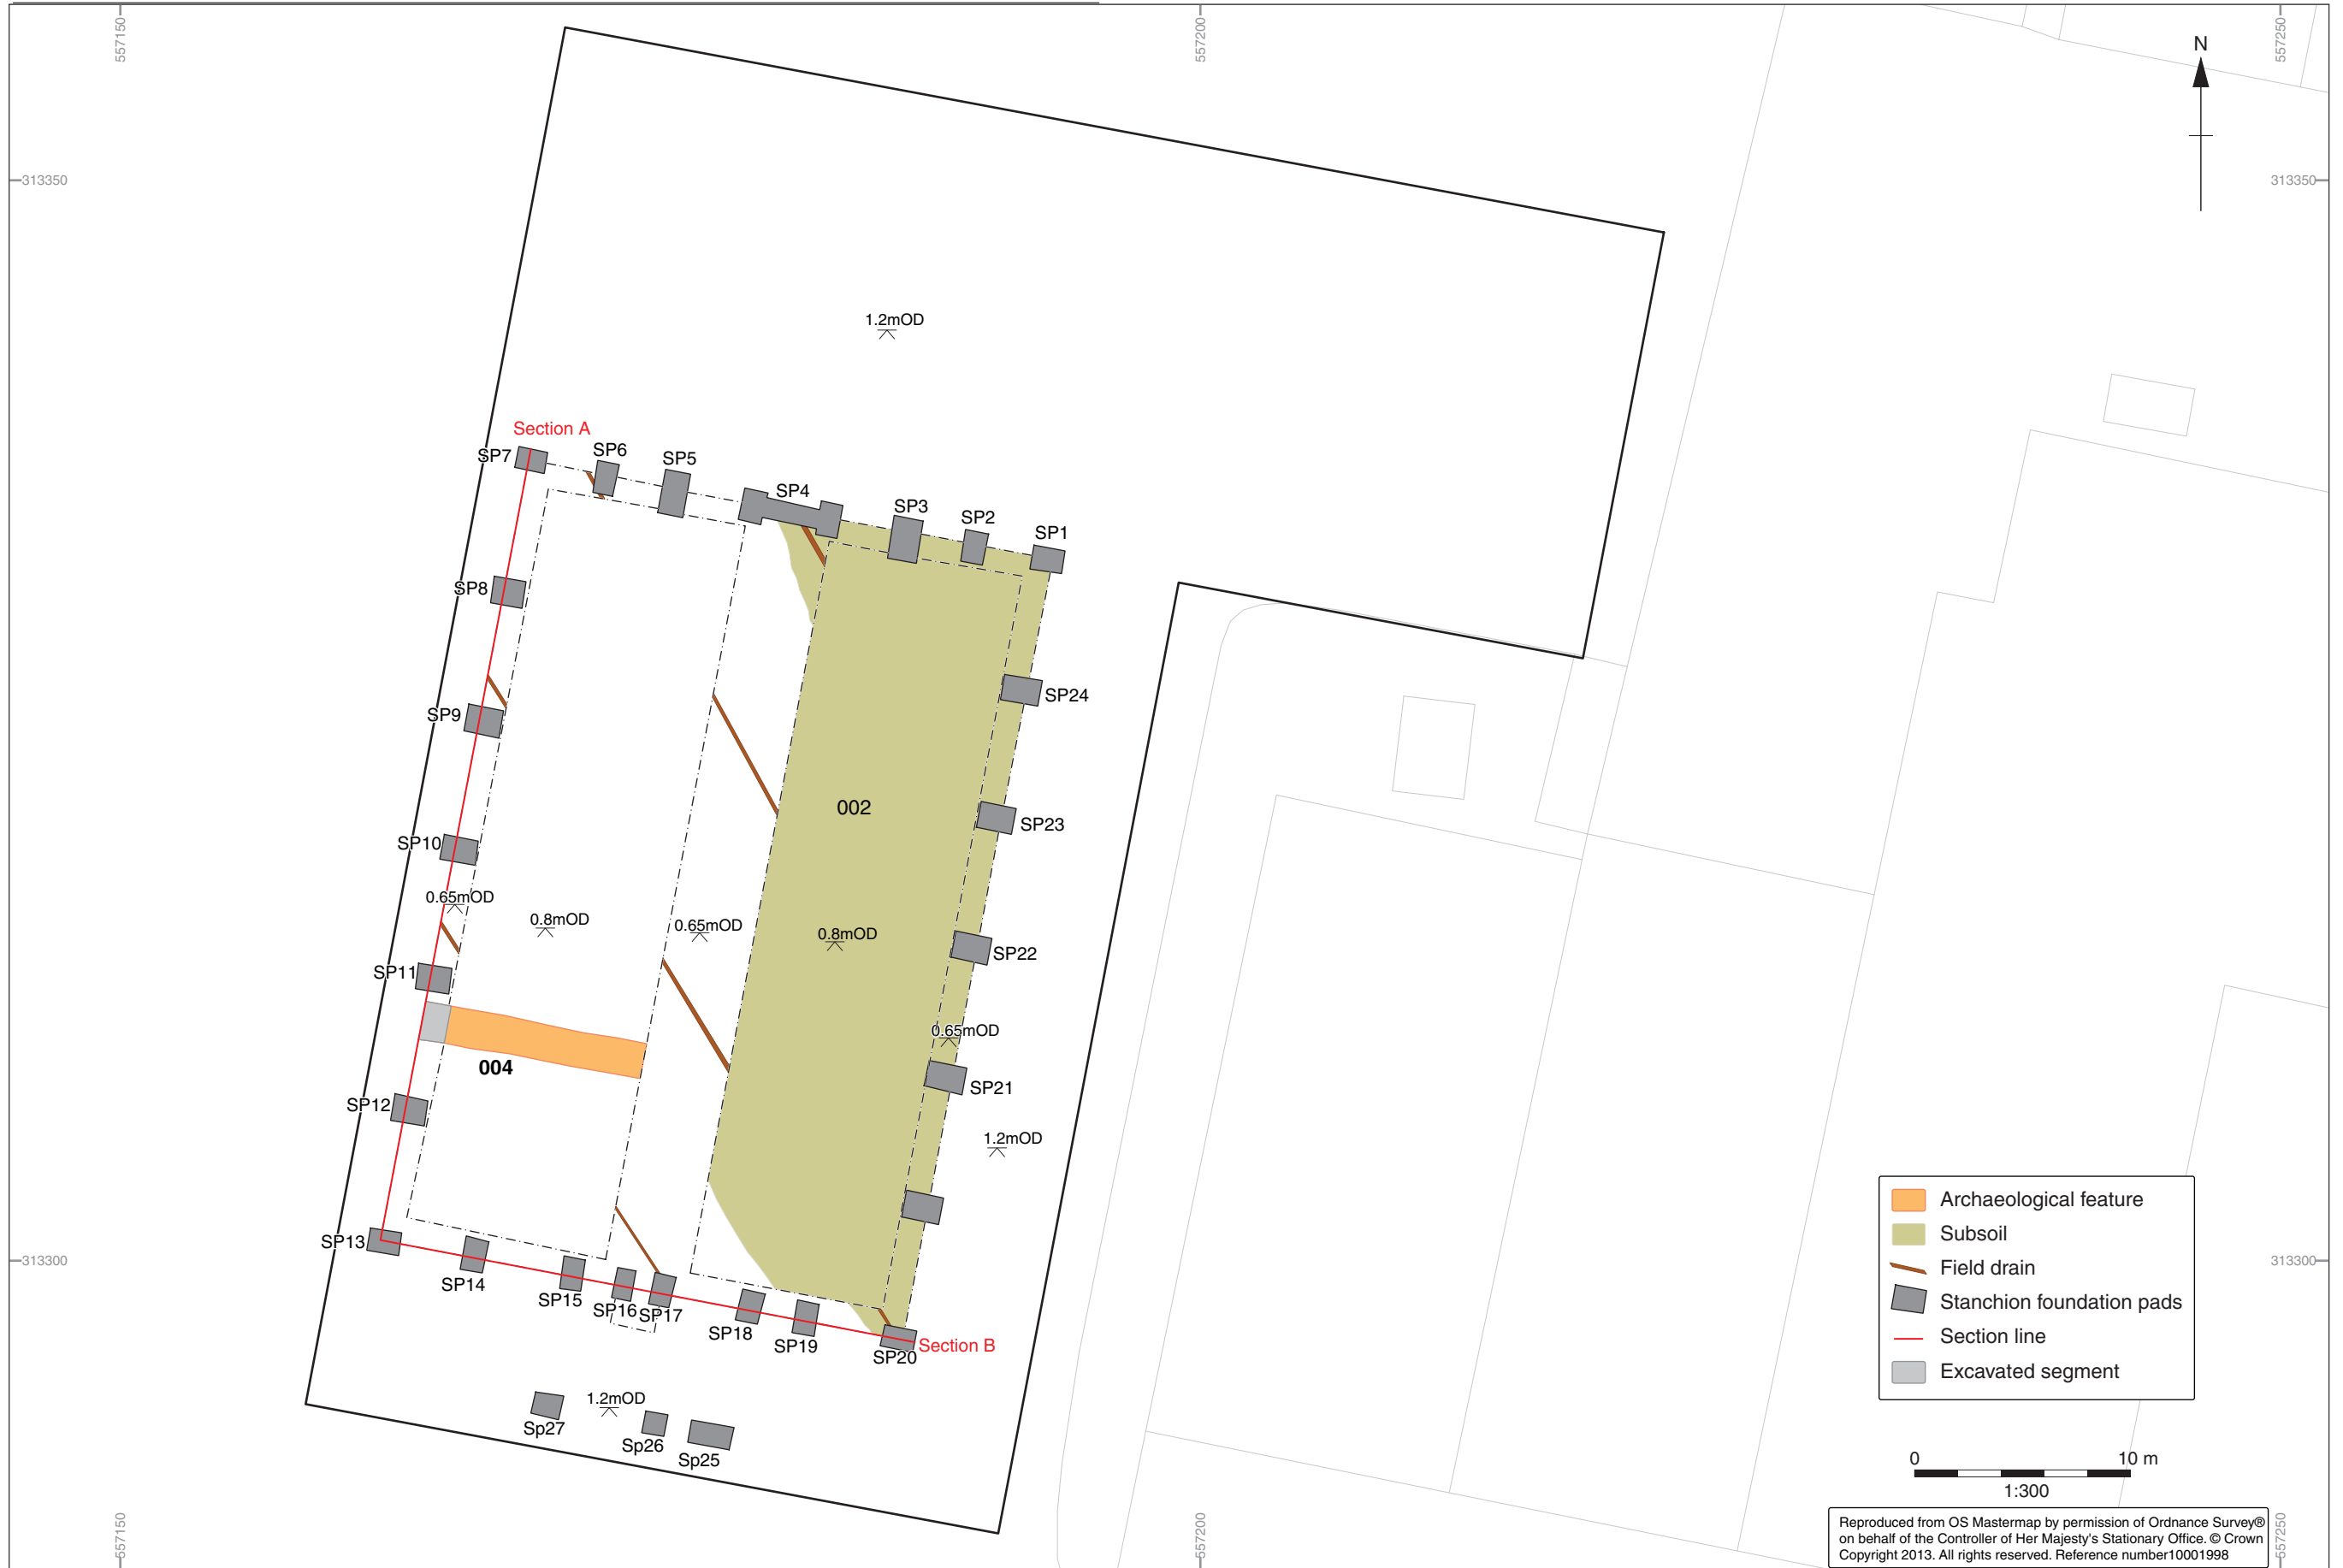 557150
557200
557250
N
313350
313350
1.2mOD
Section A
SP7
SP6
SP5
SP4
SP3
SP2
SP1
SP8
SP24
SP9
SP23
002
SP10
0.65mOD
0.8mOD
0.65mOD
0.8mOD
SP22
SP11
0.65mOD
004
SP21
SP12
1.2mOD
SP13
SP14
SP15
SP16
SP17
SP18
SP19
SP20
Section B
313300
313300
1.2mOD
Sp27
Sp26
Sp25
Archaeological feature
Subsoil
Field drain
Stanchion foundation pads
Section line
Excavated segment
0 10 m
1:300
557150
557200
557250
Reproduced from OS Mastermap by permission of Ordnance Survey®
on behalf of the Controller of Her Majesty's Stationary Office. © Crown
Copyright 2013. All rights reserved. Reference number10001998